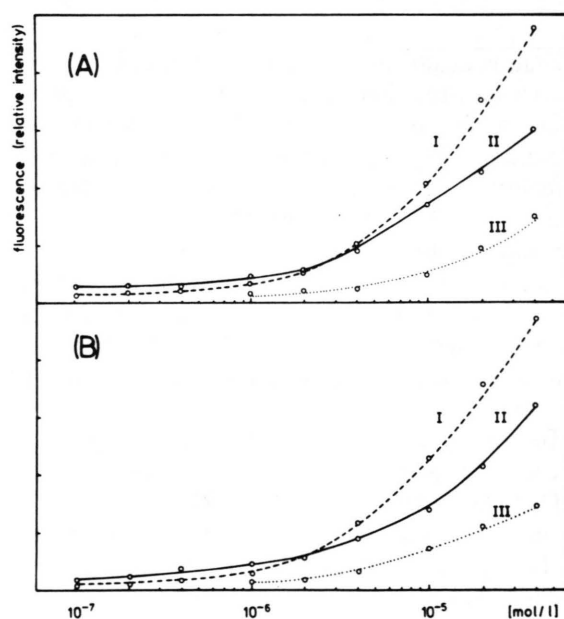 fluorescence (relative intensity)
(A)
I
II
III
(B)
I
II
III
10⁻⁷
10⁻⁶
10⁻⁵
[mol/l]